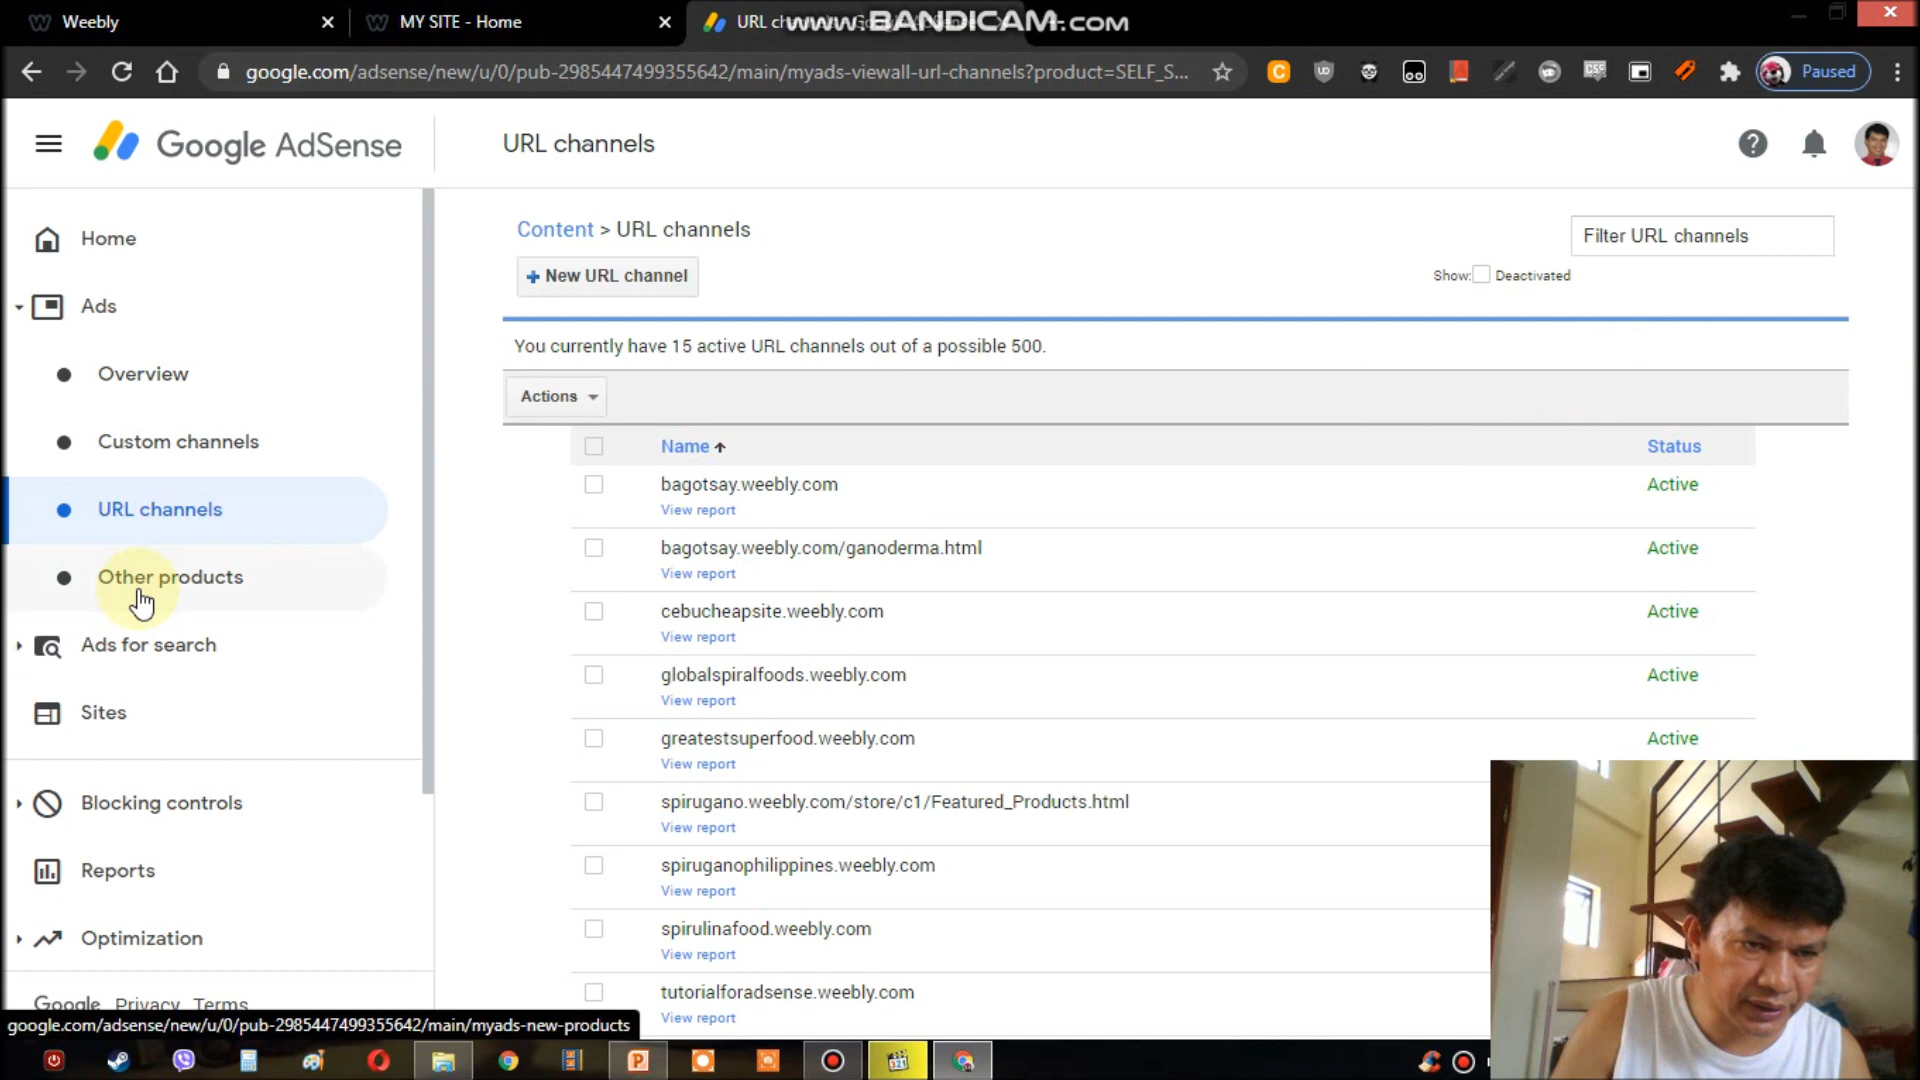 Weebly
MY SITE - Home
URL
www.BANDICAM.com
google.com/adsense/new/u/0/pub-2985447499355642/main/myads-viewall-url-channels?product=SELF_S...
Paused
Google AdSense
URL channels
Home
Ads
Overview
Custom channels
URL channels
Other products
Ads for search
Sites
Blocking controls
Reports
Optimization
Google Privacy Terms
google.com/adsense/new/u/0/pub-2985447499355642/main/myads-new-products
Content > URL channels
Filter URL channels
+ New URL channel
Show: Deactivated
You currently have 15 active URL channels out of a possible 500.
Actions
Name Status
bagotsay.weebly.com Active
View report
bagotsay.weebly.com/ganoderma.html Active
View report
cebucheapsite.weebly.com Active
View report
globalspiralfoods.weebly.com Active
View report
greatestsuperfood.weebly.com Active
View report
spirugano.weebly.com/store/c1/Featured_Products.html
View report
spiruganophilippines.weebly.com
View report
spirulinafood.weebly.com
View report
tutorialforadsense.weebly.com
View report